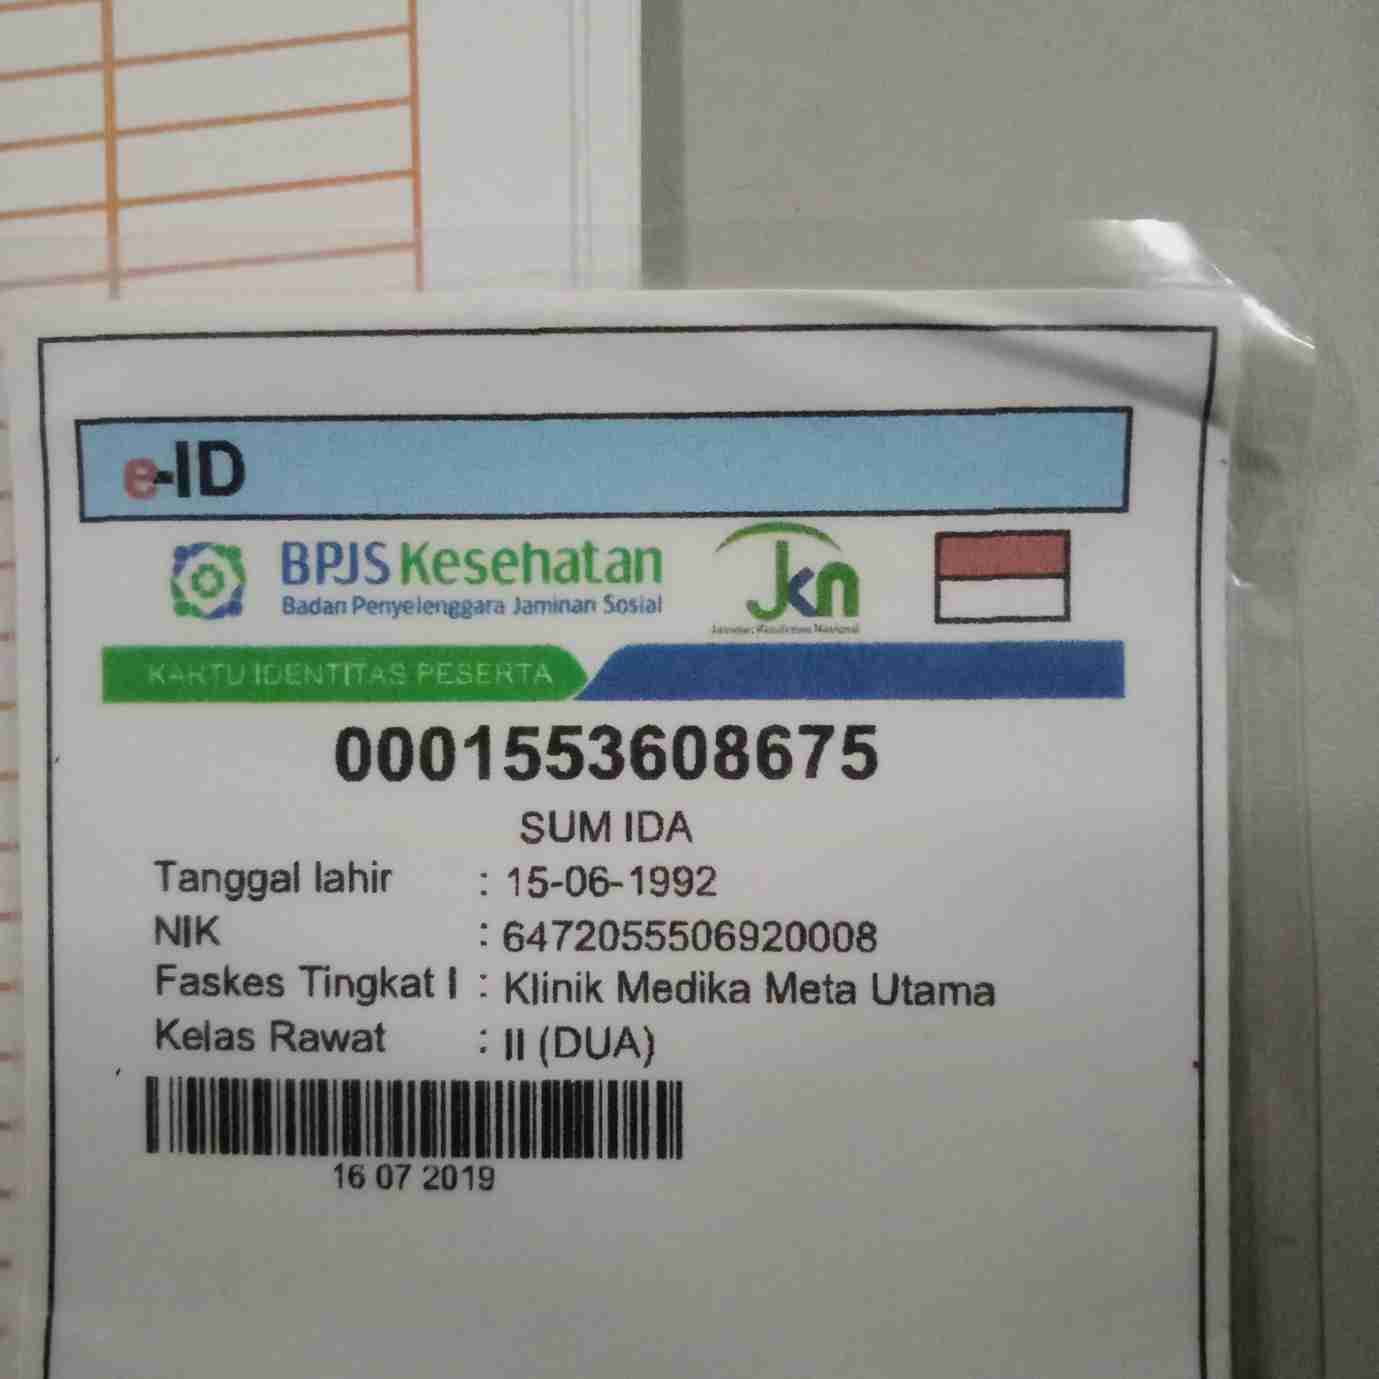 e-ID
BPJS Kesehatan
Badan Penyelenggara Jaminan Sosial
Jkn
KARTU IDENTITAS PESERTA
0001553608675
SUM IDA
Tanggal lahir : 15-06-1992
NIK : 6472055506920008
Faskes Tingkat I : Klinik Medika Meta Utama
Kelas Rawat : II (DUA)
16 07 2019